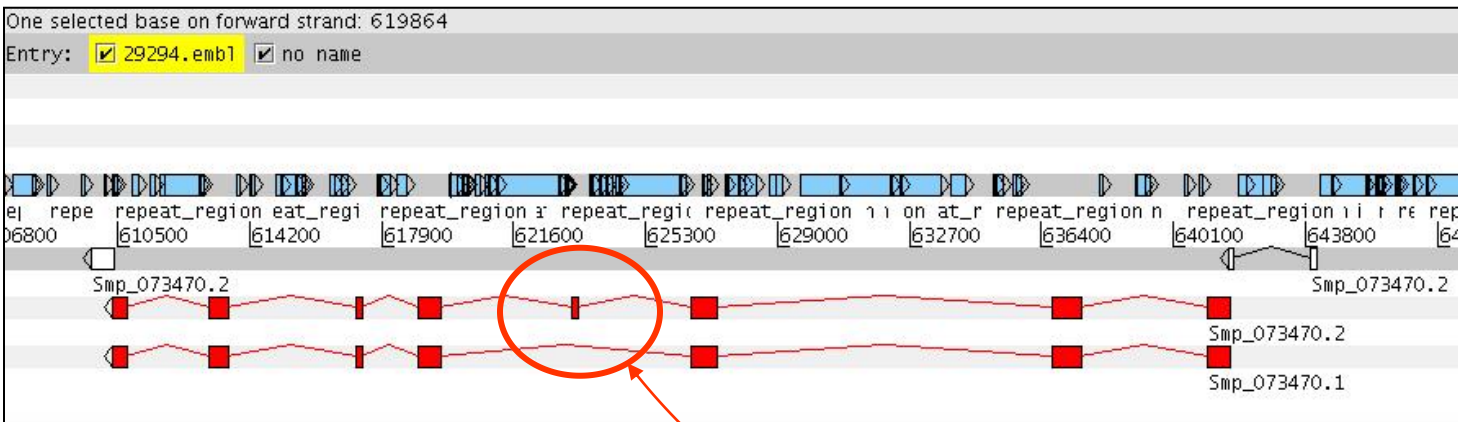 One selected base on forward strand: 619864
Entry: 29294.embl no name
repe repeat_region eat_regi repeat_region repeat_regi repeat_region on at_r repeat_region n repeat_region rep
06800 610500 614200 617900 621600 625300 629000 632700 636400 640100 643800 64
Smp_073470.2 Smp_073470.2
Smp_073470.2
Smp_073470.1